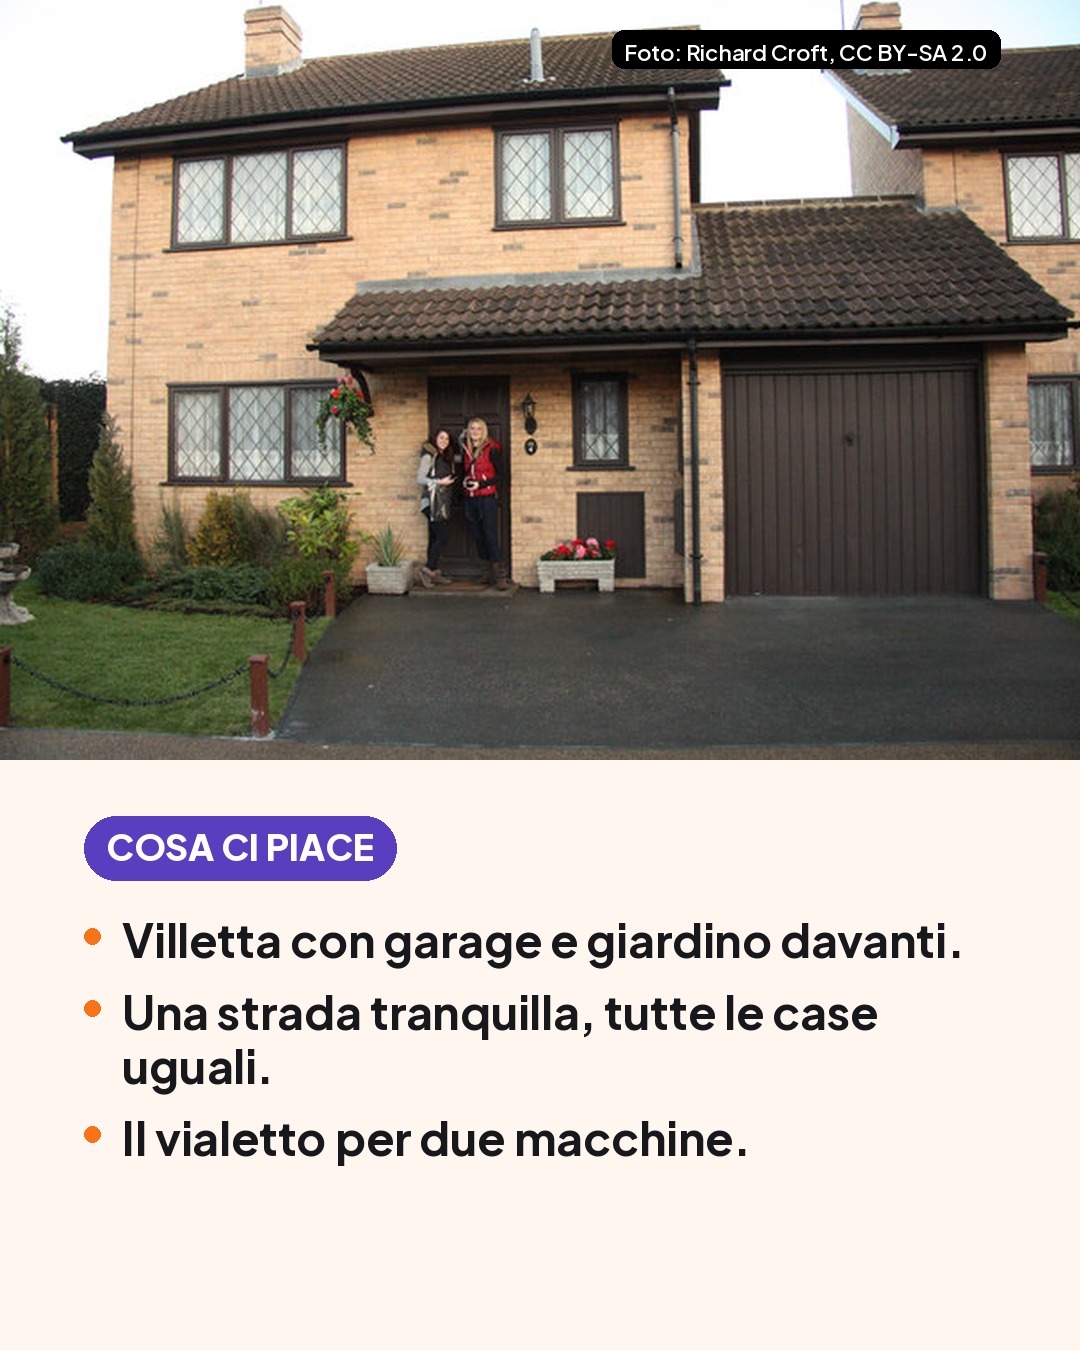 Foto: Richard Croft, CC BY-SA 2.0
4
COSA CI PIACE
Villetta con garage e giardino davanti.
Una strada tranquilla, tutte le case
uguali.
Il vialetto per due macchine.